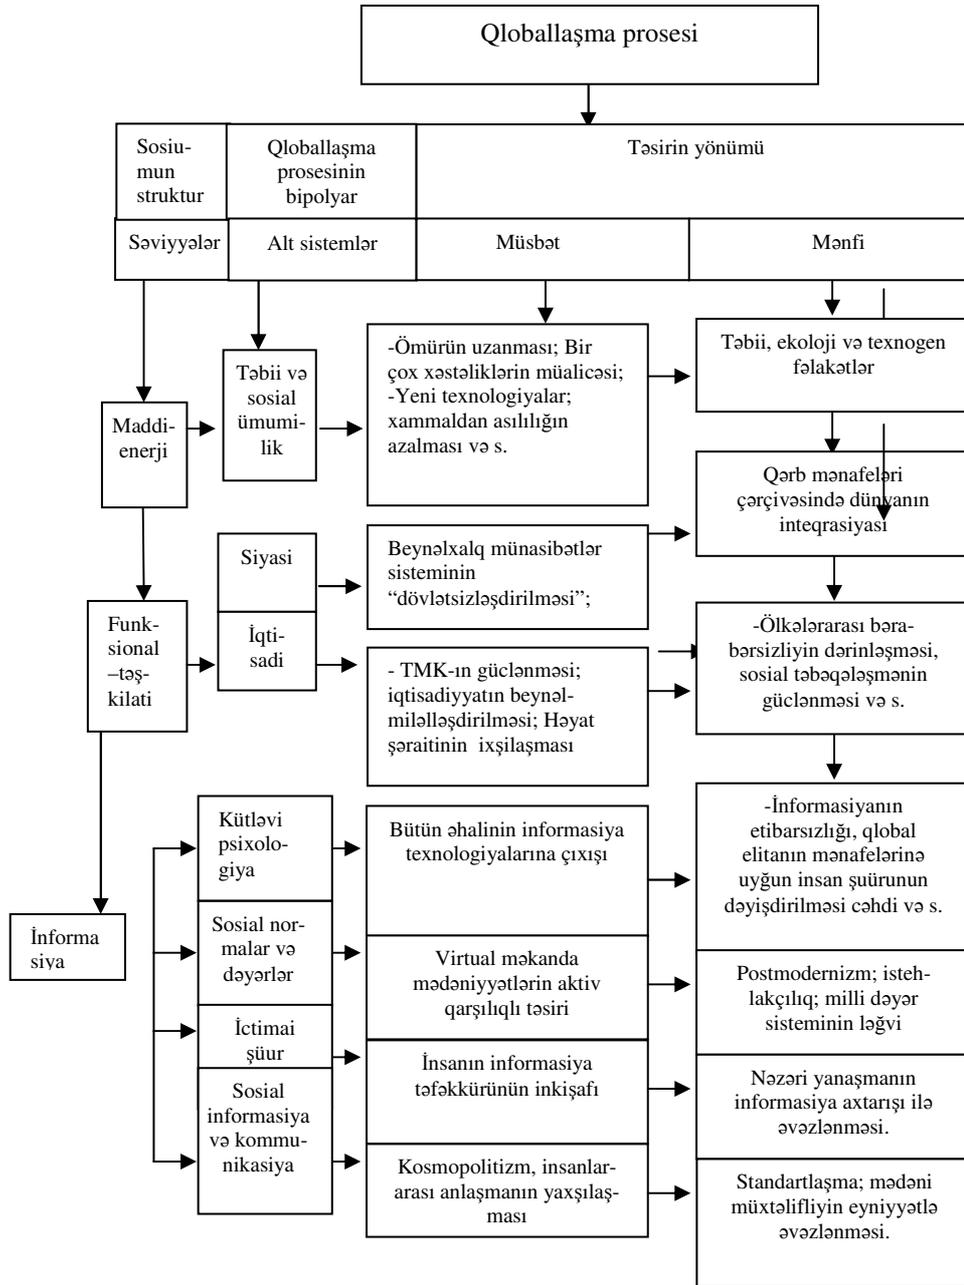 Qloballaşma prosesi
Sosiu-
mun
struktur
Qloballaşma
prosesinin
bipolyar
Təsirin yönümü
Səviyyələr
Alt sistemlər
Müsbət
Mənfi
Maddi-
enerji
Təbii və
sosial
ümumi-
lik
-Ömürün uzanması; Bir
çox xəstəliklərin müalicəsi;
-Yeni texnologiyalar;
xammaldan asılılığın
azalması və s.
Təbii, ekoloji və texnogen
fəlakətlər
Qərb mənafeləri
çərçivəsində dünyanın
inteqrasiyası
Funk-
sional
–təş-
kilati
Siyasi
Beynəlxalq münasibətlər
sisteminin
“dövlətsizləşdirilməsi”;
İqti-
sadi
- TMK-ın güclənməsi;
iqtisadiyyatın beynəl-
miləlləşdirilməsi; Həyat
şəraitinin ixşilaşması
-Ölkələrarası bəra-
bərsizliyin dərinləşməsi,
sosial təbəqələşmənin
güclənməsi və s.
İnforma
siya
Kütləvi
psixolo-
giya
Bütün əhalinin informasiya
texnologiyalarına çıxışı
-İnformasiyanın
etibarsızlığı, qlobal
elitanın mənafelərinə
uyğun insan şuürunun
dəyişdirilməsi cəhdi və s.
Sosial nor-
malar və
dəyərlər
Virtual məkanda
mədəniyyətlərin aktiv
qarşılıqlı təsiri
Postmodernizm; isteh-
lakçılıq; milli dəyər
sisteminin ləğvi
İctimai
şüur
İnsanın informasiya
təfəkkürünün inkişafı
Nəzəri yanaşmanın
informasiya axtarışı ilə
əvəzlənməsi.
Sosial
informasiya
və kommu-
nikasiya
Kosmopolitizm, insanlar-
arası anlaşmanın yaxşılaş-
ması
Standartlaşma; mədəni
müxtəlifliyin eyniyyətlə
əvəzlənməsi.